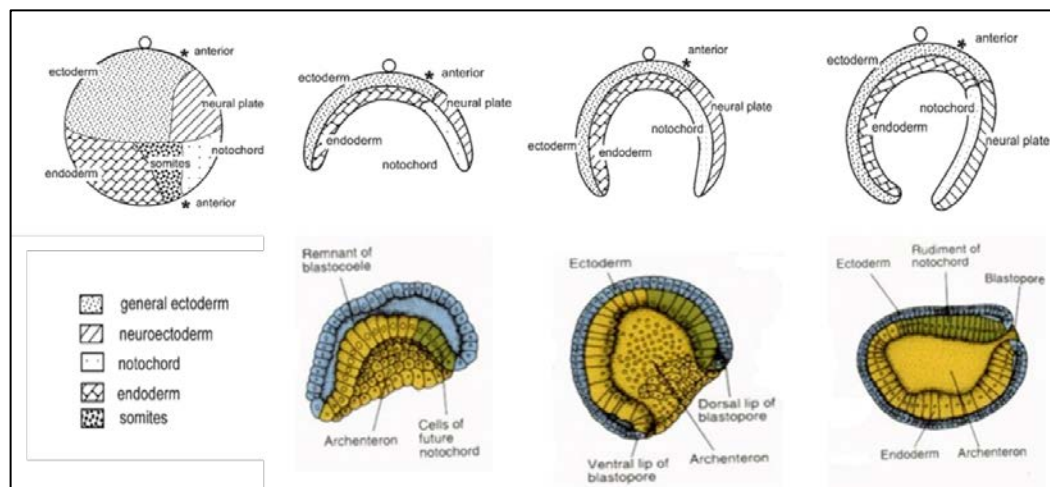 anterior
ectoderm
neural plate
notochord
somites
endoderm
anterior
ectoderm
anterior
neural plate
endoderm
notochord
anterior
ectoderm
neural plate
notochord
ectoderm
endoderm
anterior
ectoderm
notochord
endoderm
neural plate
general ectoderm
neuroectoderm
notochord
endoderm
somites
Remnant of
blastocoele
Archenteron
Cells of
future
notochord
Ectoderm
Dorsal lip of
blastopore
Archenteron
Ventral lip of
blastopore
Rudiment of
notochord
Ectoderm
Blastopore
Endoderm
Archenteron